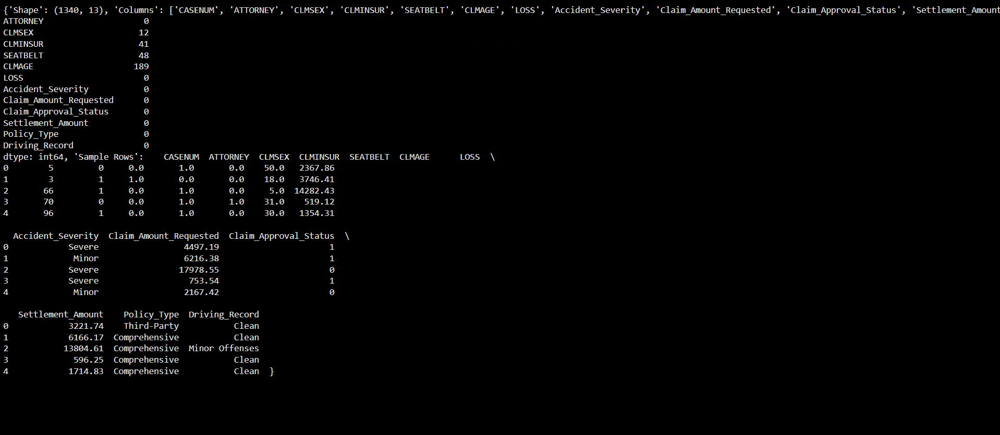 {'Shape': (1340, 13), 'Columns': ['CASENUM', 'ATTORNEY', 'CLMSEX', 'CLMINSUR', 'SEATBELT', 'CLMAGE', 'LOSS', 'Accident_Severity', 'Claim_Amount_Requested', 'Claim_Approval_Status', 'Settlement_Amount
ATTORNEY                    0
CLMSEX                     12
CLMINSUR                   41
SEATBELT                   48
CLMAGE                    189
LOSS                        0
Accident_Severity           0
Claim_Amount_Requested      0
Claim_Approval_Status       0
Settlement_Amount           0
Policy_Type                 0
Driving_Record              0
dtype: int64, 'Sample Rows':    CASENUM  ATTORNEY  CLMSEX  CLMINSUR  SEATBELT  CLMAGE      LOSS  \
0        5         0     0.0       1.0       0.0    50.0   2367.86
1        3         1     1.0       0.0       0.0    18.0   3746.41
2       66         1     0.0       1.0       0.0     5.0  14282.43
3       70         0     0.0       1.0       1.0    31.0    519.12
4       96         1     0.0       1.0       0.0    30.0   1354.31
  Accident_Severity  Claim_Amount_Requested  Claim_Approval_Status  \
0            Severe                 4497.19                      1
1             Minor                 6216.38                      1
2            Severe                17978.55                      0
3            Severe                  753.54                      1
4             Minor                 2167.42                      0
   Settlement_Amount    Policy_Type  Driving_Record
0            3221.74    Third-Party           Clean
1            6166.17  Comprehensive           Clean
2           13804.61  Comprehensive  Minor Offenses
3             596.25  Comprehensive           Clean
4            1714.83  Comprehensive           Clean  }